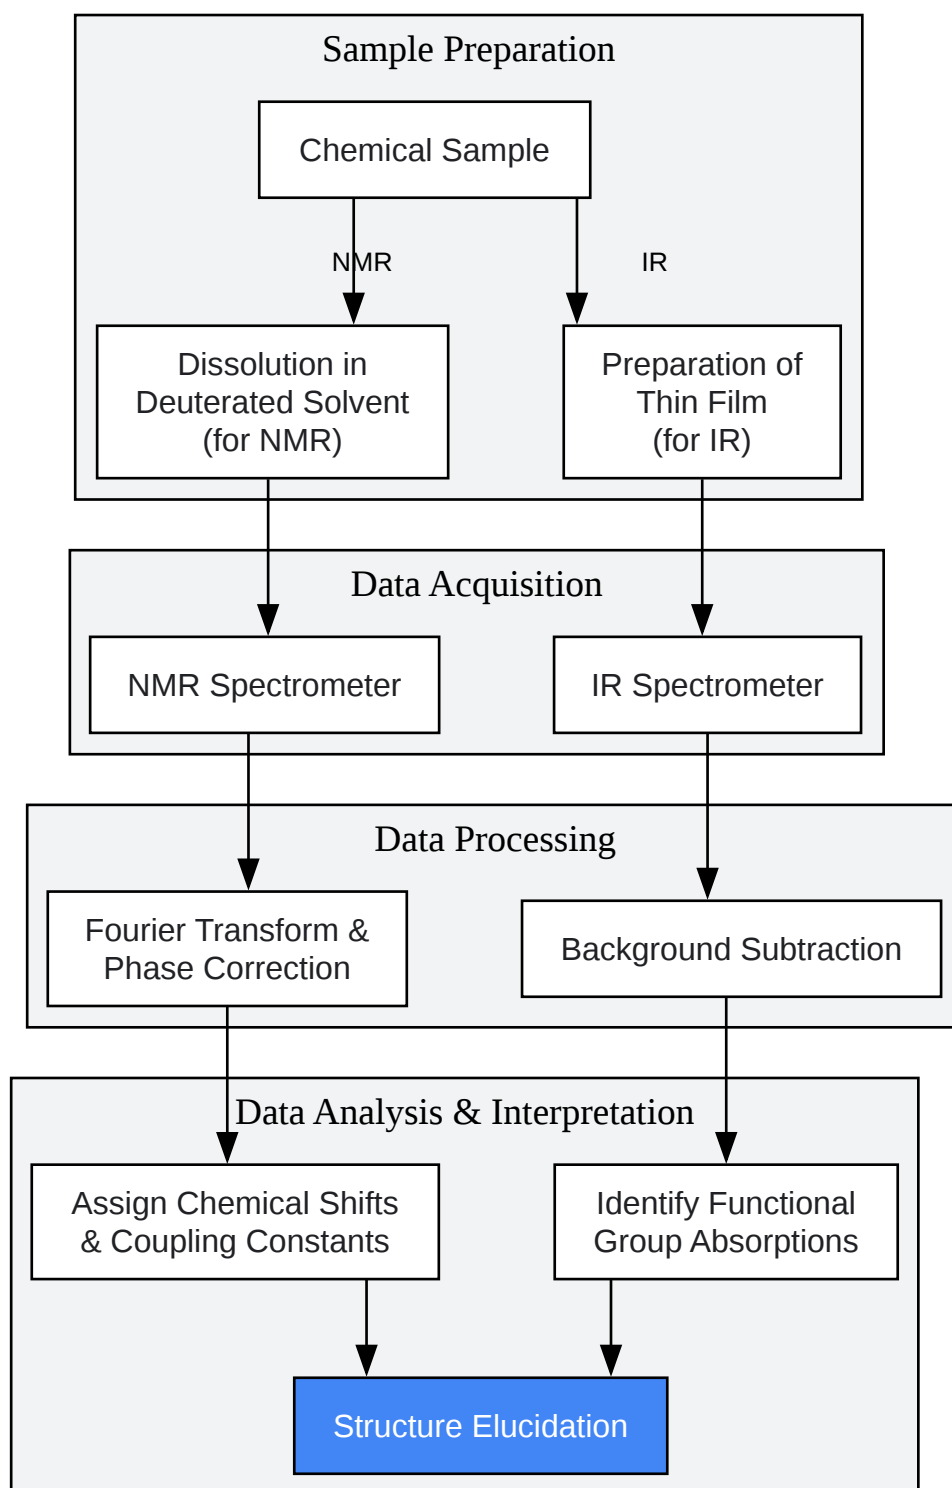 Sample Preparation
Chemical Sample
NMR
IR
Dissolution in
Deuterated Solvent
(for NMR)
Preparation of
Thin Film
(for IR)
Data Acquisition
NMR Spectrometer
IR Spectrometer
Data Processing
Fourier Transform &
Phase Correction
Background Subtraction
Data Analysis & Interpretation
Assign Chemical Shifts
& Coupling Constants
Identify Functional
Group Absorptions
Structure Elucidation